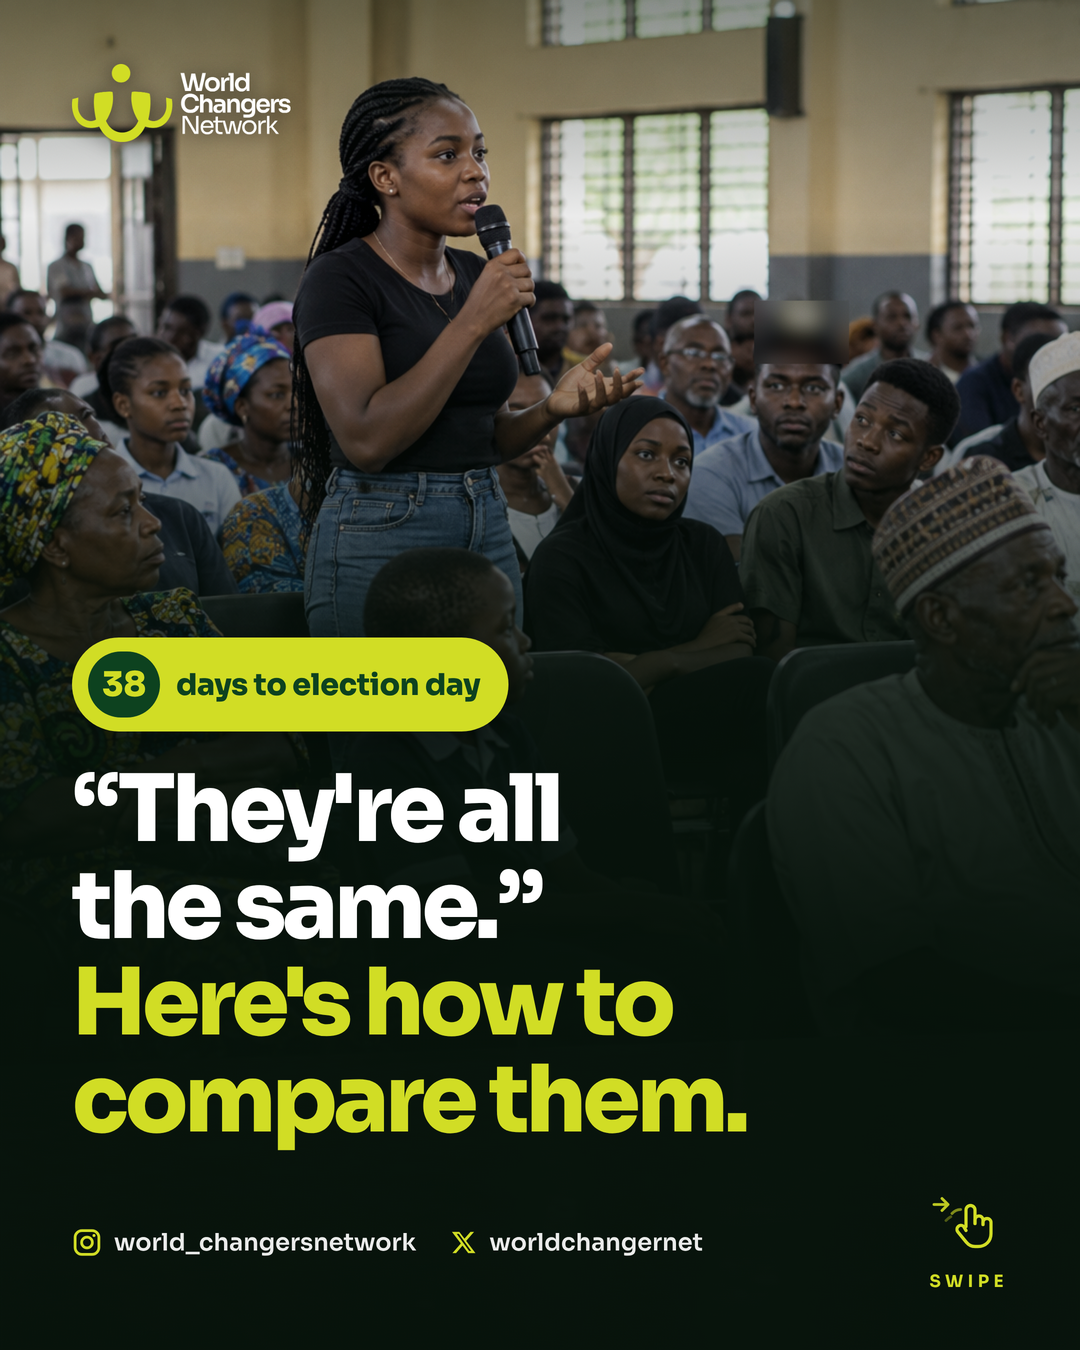 World
Changers
Network
38 days to election day
“They're all
the same.”
Here's how to
compare them.
world_changersnetwork worldchangernet
SWIPE